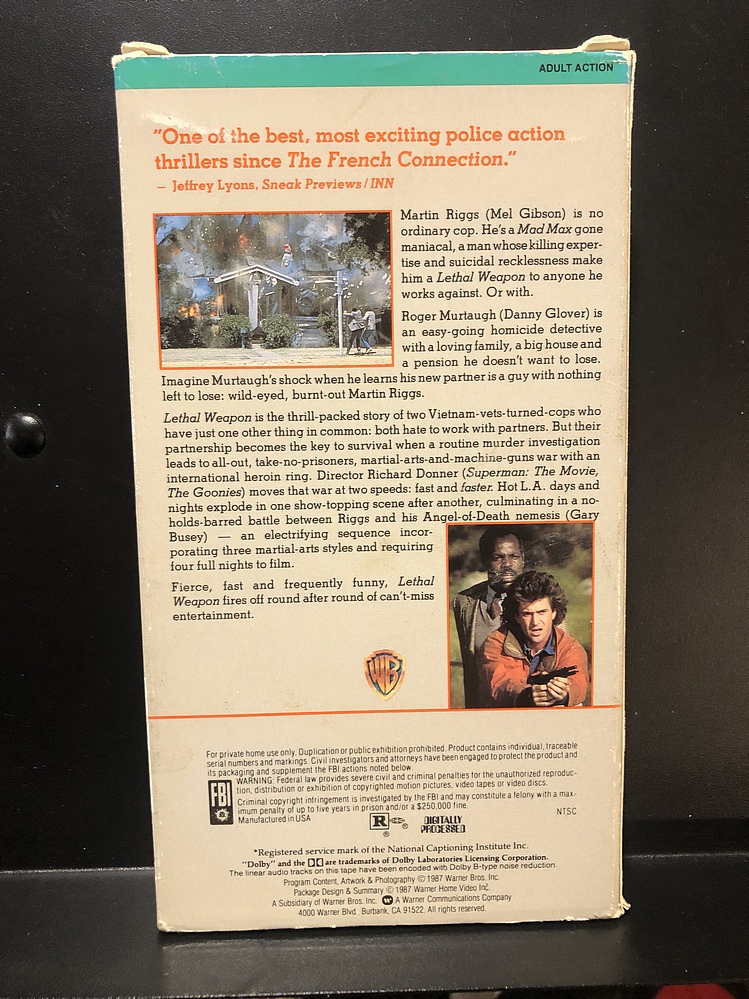 ADULT ACTION
"One of the best, most exciting police action
thrillers since The French Connection."
— Jeffrey Lyons, Sneak Previews/INN
Martin Riggs (Mel Gibson) is no
ordinary cop. He's a Mad Max gone
maniacal, a man whose killing exper-
tise and suicidal recklessness make
him a Lethal Weapon to anyone he
works against. Or with.
Roger Murtaugh (Danny Glover) is
an easy-going homicide detective
with a loving family, a big house and
a pension he doesn't want to lose.
Imagine Murtaugh's shock when he learns his new partner is a guy with nothing
left to lose: wild-eyed, burnt-out Martin Riggs.
Lethal Weapon is the thrill-packed story of two Vietnam-vets-turned-cops who
have just one other thing in common: both hate to work with partners. But their
partnership becomes the key to survival when a routine murder investigation
leads to all-out, take-no-prisoners, martial-arts-and-machine-guns war with an
international heroin ring. Director Richard Donner (Superman: The Movie,
The Goonies) moves that war at two speeds: fast and faster. Hot L.A. days and
nights explode in one show-topping scene after another, culminating in a no-
holds-barred battle between Riggs and his Angel-of-Death nemesis (Gary
Busey) — an electrifying sequence incor-
porating three martial-arts styles and requiring
four full nights to film.
Fierce, fast and frequently funny, Lethal
Weapon fires off round after round of can't-miss
entertainment.
WB
For private home use only. Duplication or public exhibition prohibited. Product contains individual, traceable
serial numbers and markings. Civil investigators and attorneys have been engaged to protect the product and
its packaging and supplement the FBI actions noted below.
FBI
WARNING: Federal law provides severe civil and criminal penalties for the unauthorized reproduc-
tion, distribution or exhibition of copyrighted motion pictures, video tapes or video discs.
Criminal copyright infringement is investigated by the FBI and may constitute a felony with a max-
imum penalty of up to five years in prison and/or a $250,000 fine.
Manufactured in USA
NTSC
R
®
®
DIGITALLY
PROCESSED
*Registered service mark of the National Captioning Institute Inc.
"Dolby" and the DD are trademarks of Dolby Laboratories Licensing Corporation.
The linear audio tracks on this tape have been encoded with Dolby B-type noise reduction.
Program Content, Artwork & Photography © 1987 Warner Bros. Inc.
Package Design & Summary © 1987 Warner Home Video Inc.
A Subsidiary of Warner Bros. Inc. A Warner Communications Company
4000 Warner Blvd., Burbank, CA 91522. All rights reserved.